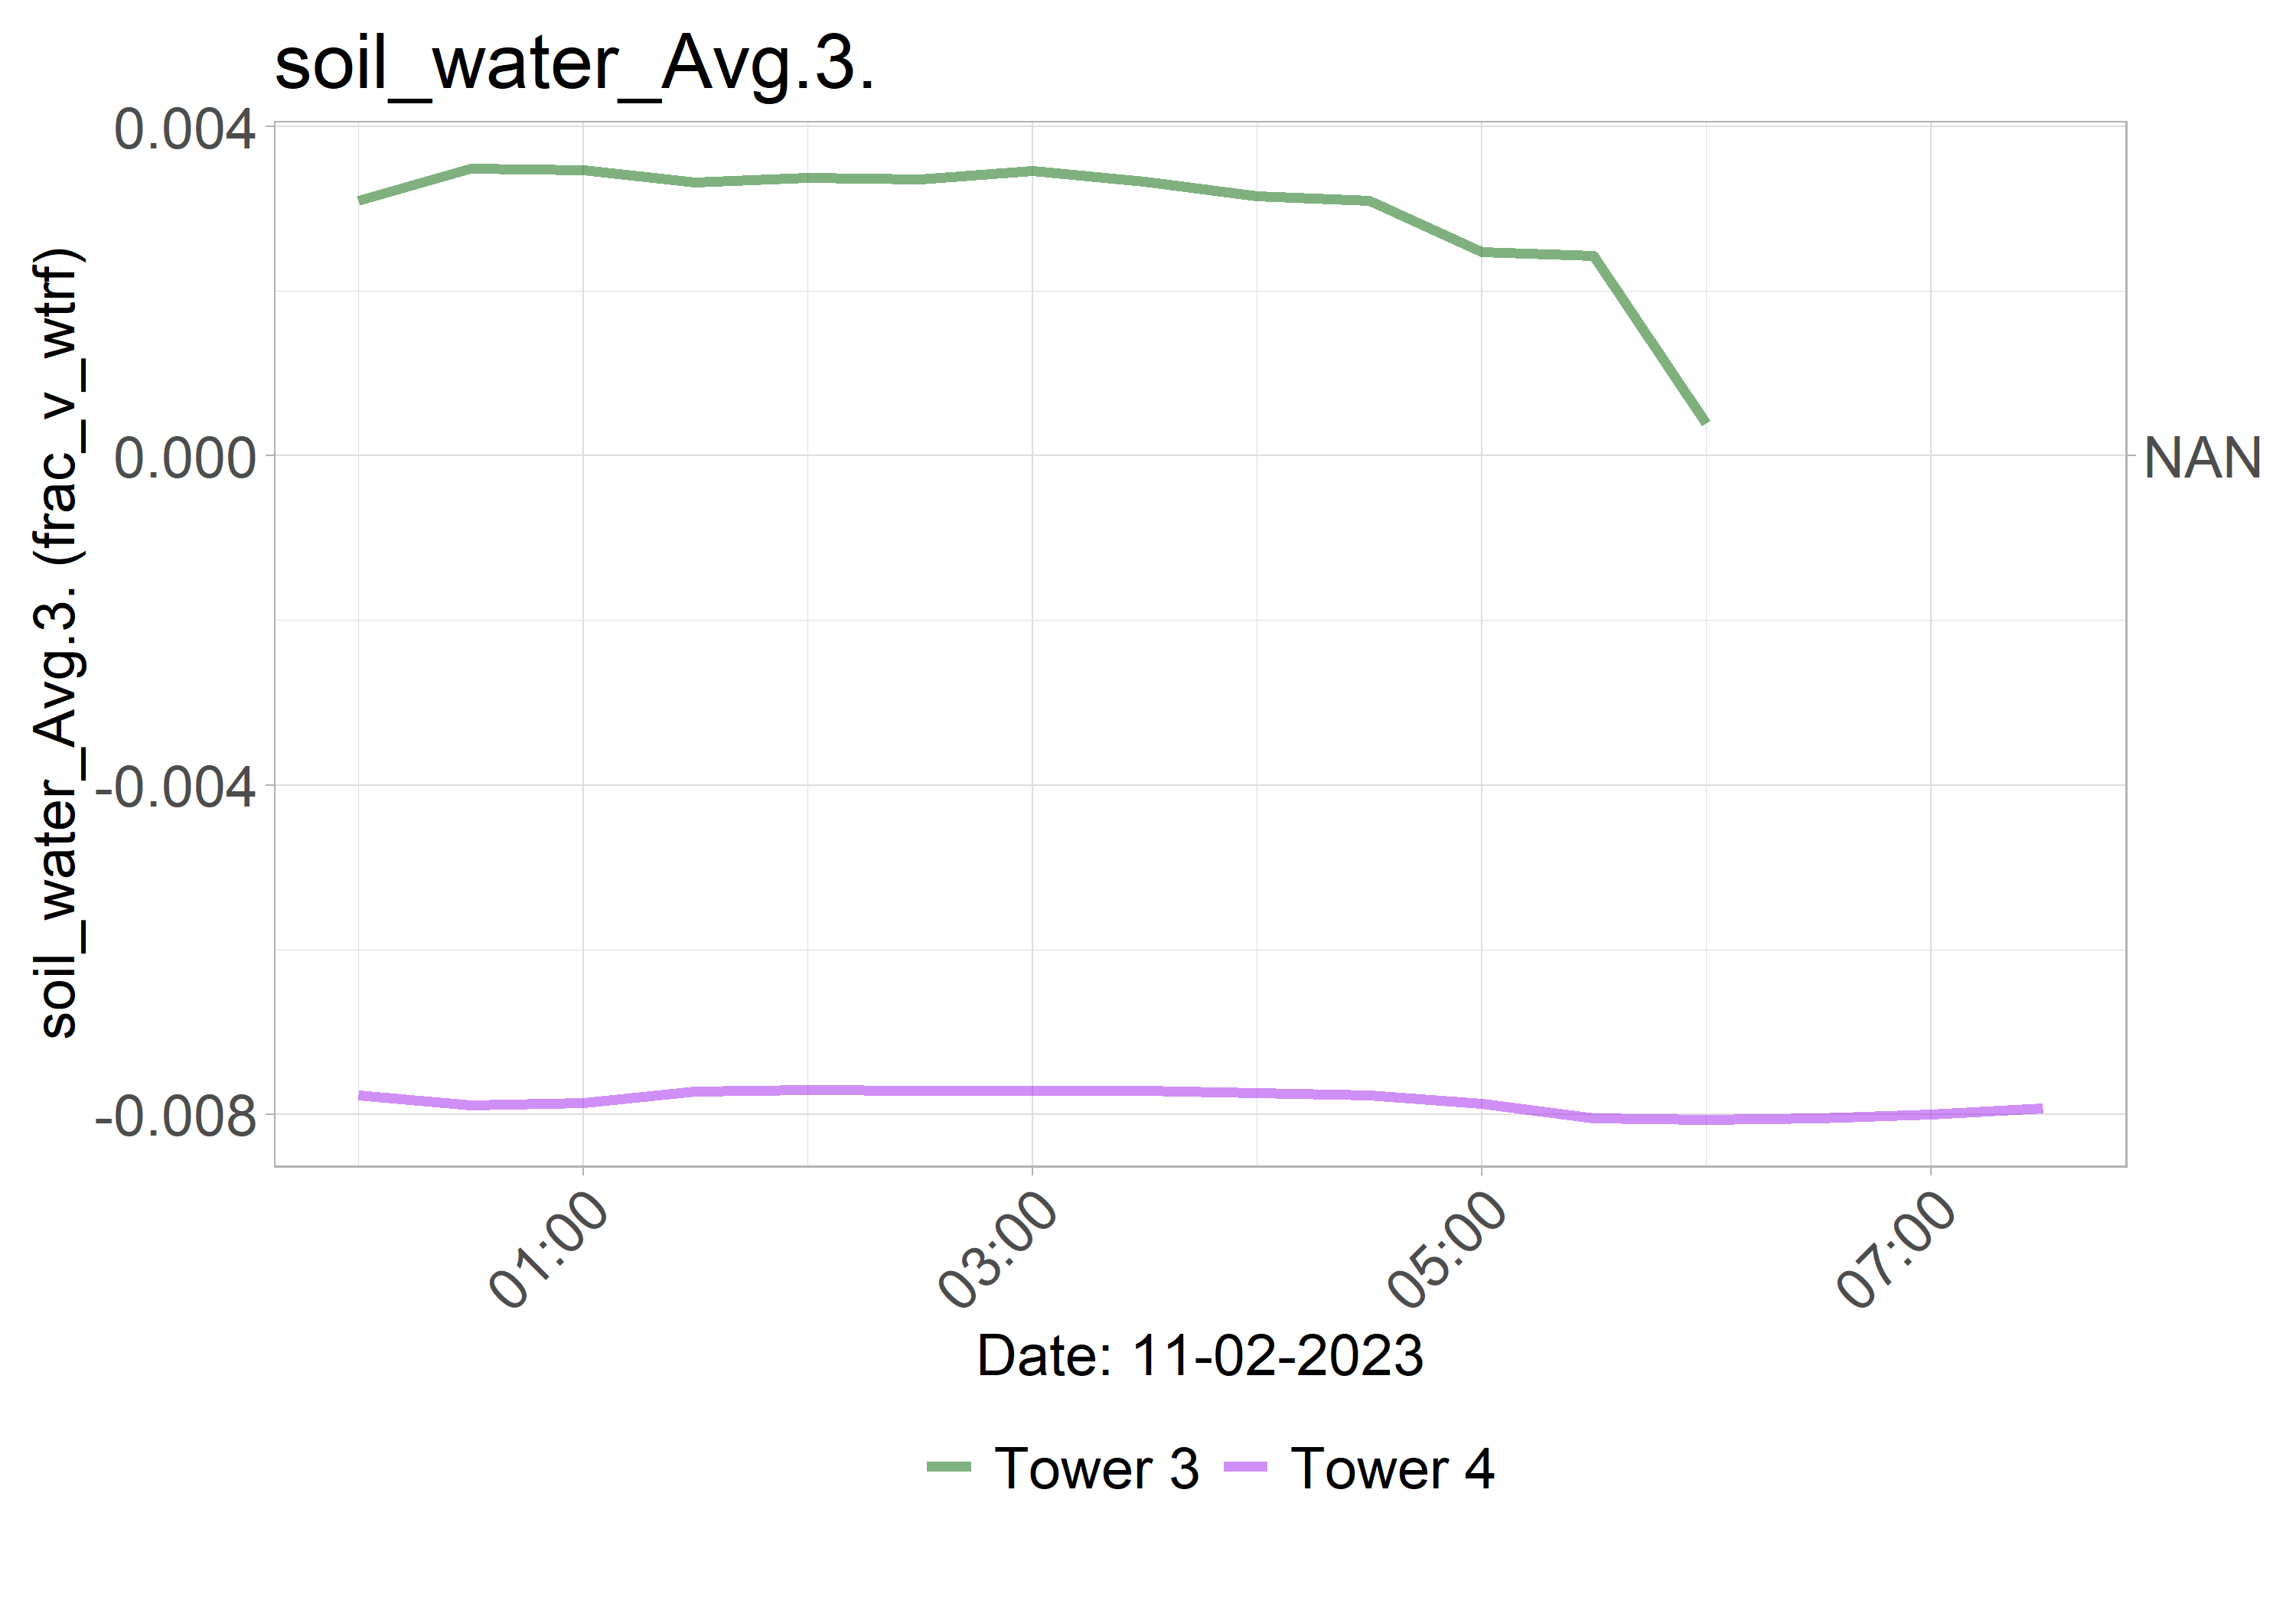 soil_water_Avg.3.
soil_water_Avg.3. (frac_v_wtrf)
0.004
0.000
-0.004
-0.008
NAN
01:00
03:00
05:00
07:00
Date: 11-02-2023
Tower 3
Tower 4